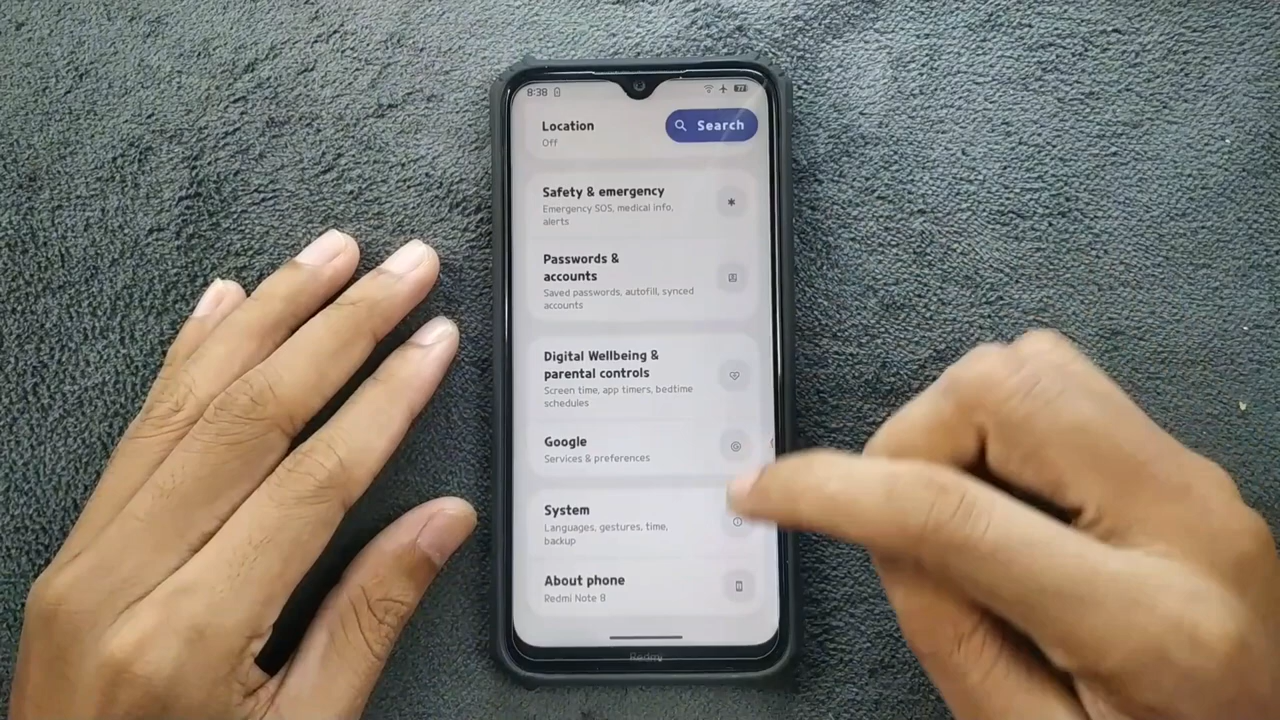 8:38
77
Location
Off
Search
Safety & emergency
Emergency SOS, medical info,
alerts
Passwords &
accounts
Saved passwords, autofill, synced
accounts
Digital Wellbeing &
parental controls
Screen time, app timers, bedtime
schedules
Google
Services & preferences
System
Languages, gestures, time,
backup
About phone
Redmi Note 8
Redmi